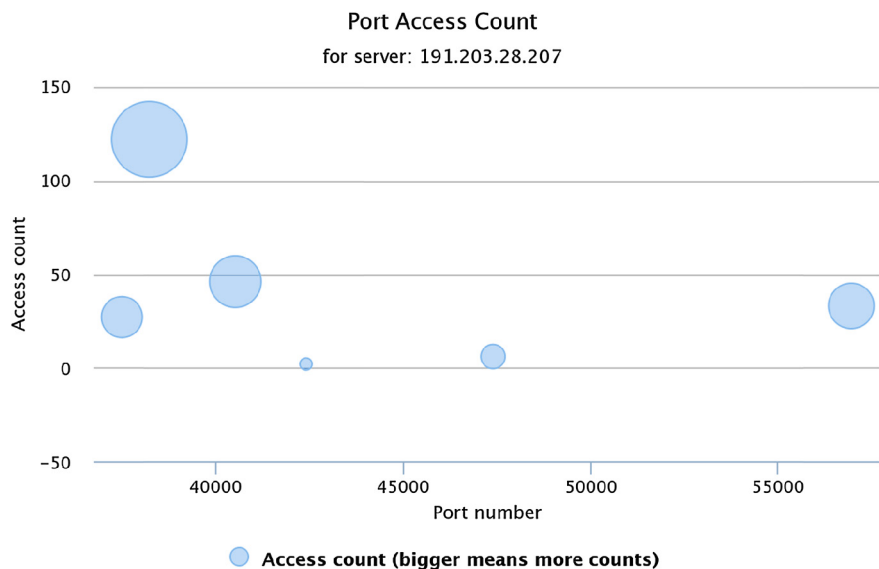 Port Access Count
for server: 191.203.28.207
150
100
50
0
−50
Access count
40000 45000 50000 55000
Port number
Access count (bigger means more counts)